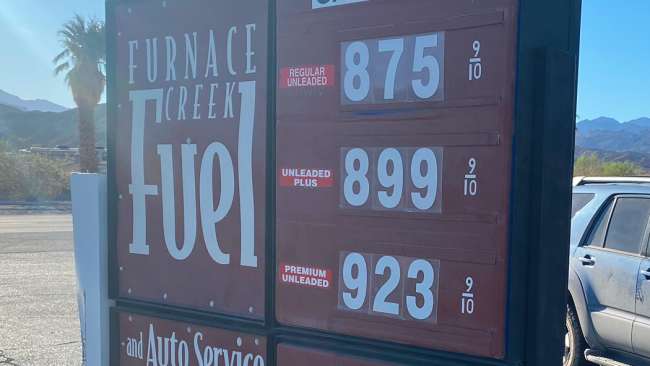 FURNACE
CREEK
Fuel
and Auto Service
REGULAR
UNLEADED
875 9/10
UNLEADED
PLUS
899 9/10
PREMIUM
UNLEADED
923 9/10